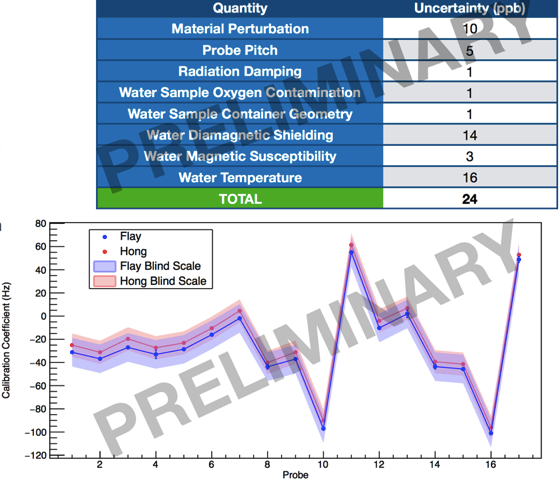 Quantity Uncertainty (ppb)
Material Perturbation 10
Probe Pitch 5
Radiation Damping 1
Water Sample Oxygen Contamination 1
Water Sample Container Geometry 1
Water Diamagnetic Shielding 14
Water Magnetic Susceptibility 3
Water Temperature 16
TOTAL 24
PRELIMINARY
Calibration Coefficient (Hz)
80
60
40
20
0
−20
−40
−60
−80
−100
−120
Flay
Hong
Flay Blind Scale
Hong Blind Scale
PRELIMINARY
2 4 6 8 10 12 14 16
Probe